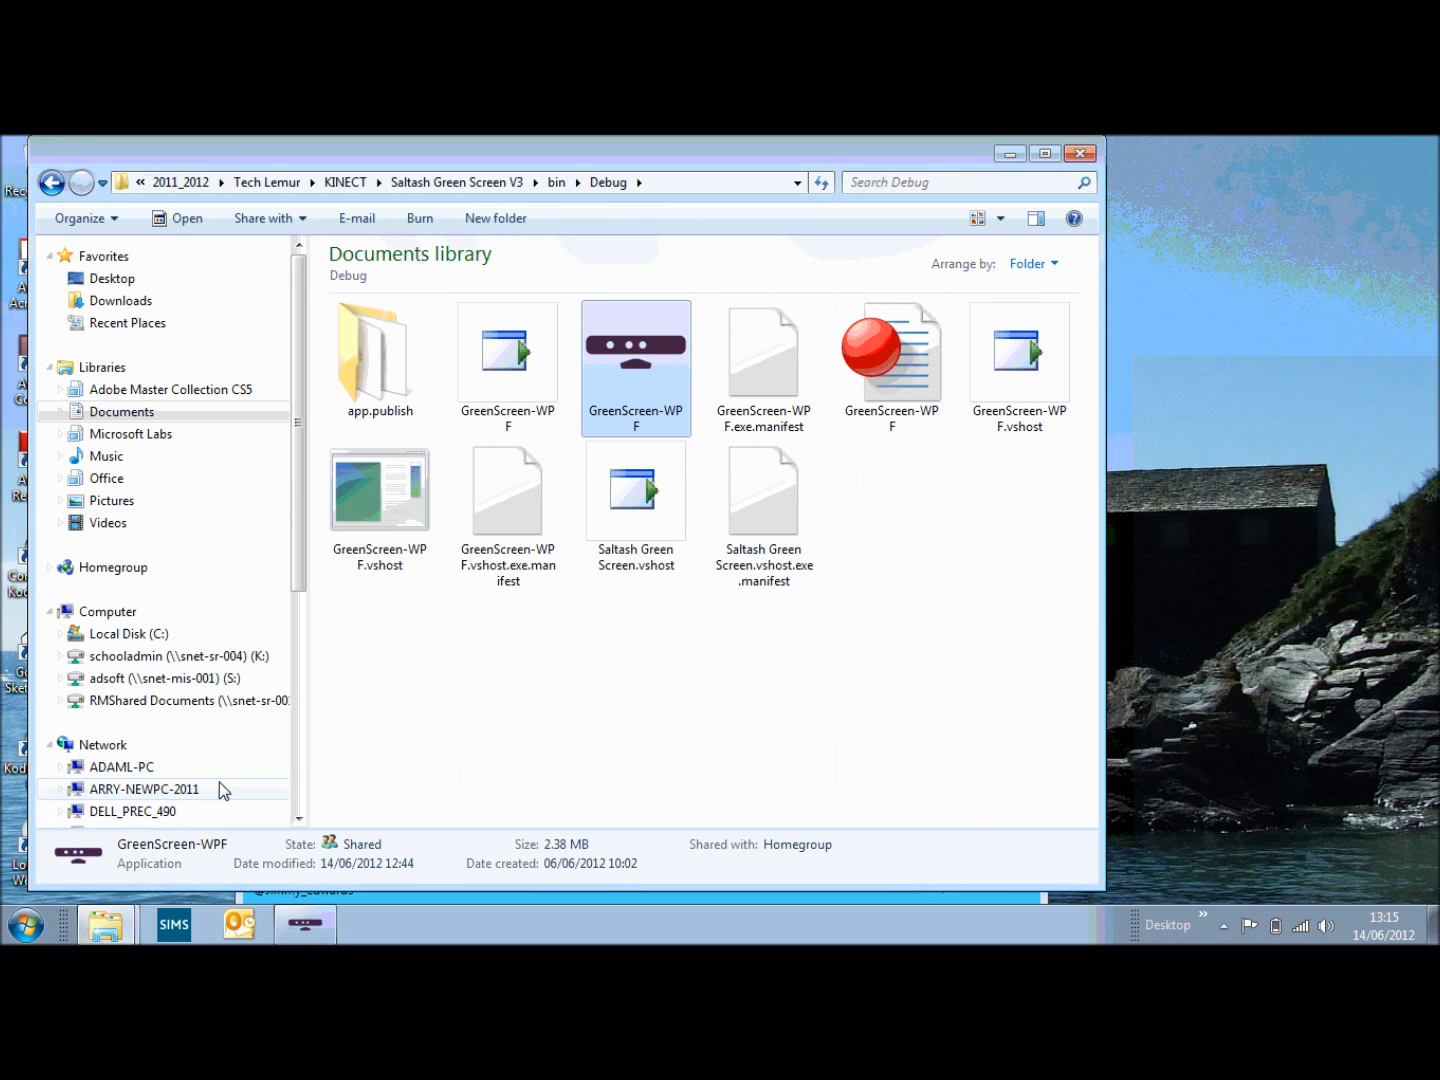 « 2011_2012 Tech Lemur KINECT Saltash Green Screen V3 bin Debug
Search Debug
Organize Open Share with E-mail Burn New folder
Favorites
Desktop
Downloads
Recent Places
Libraries
Adobe Master Collection CS5
Documents
Microsoft Labs
Music
Office
Pictures
Videos
Homegroup
Computer
Local Disk (C:)
schooladmin (\\snet-sr-004) (K:)
adsoft (\\snet-mis-001) (S:)
RMShared Documents (\\snet-sr-00
Network
ADAML-PC
ARRY-NEWPC-2011
DELL_PREC_490
Documents library
Debug
Arrange by: Folder
app.publish
GreenScreen-WP
F
GreenScreen-WP
F
GreenScreen-WP
F.exe.manifest
GreenScreen-WP
F
GreenScreen-WP
F.vshost
GreenScreen-WP
F.vshost
GreenScreen-WP
F.vshost.exe.man
ifest
Saltash Green
Screen.vshost
Saltash Green
Screen.vshost.exe
.manifest
GreenScreen-WPF State: Shared Size: 2.38 MB Shared with: Homegroup
Application Date modified: 14/06/2012 12:44 Date created: 06/06/2012 10:02
SIMS
Desktop »
13:15
14/06/2012